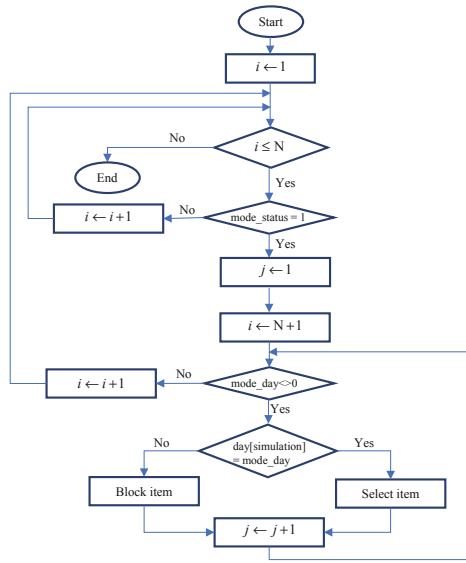 Start
i ← 1
i ≤ N
No
End
Yes
mode_status = 1
No
i ← i + 1
Yes
j ← 1
i ← N + 1
mode_day<>0
No
i ← i + 1
Yes
day[simulation]
= mode_day
No
Yes
Block item
Select item
j ← j + 1